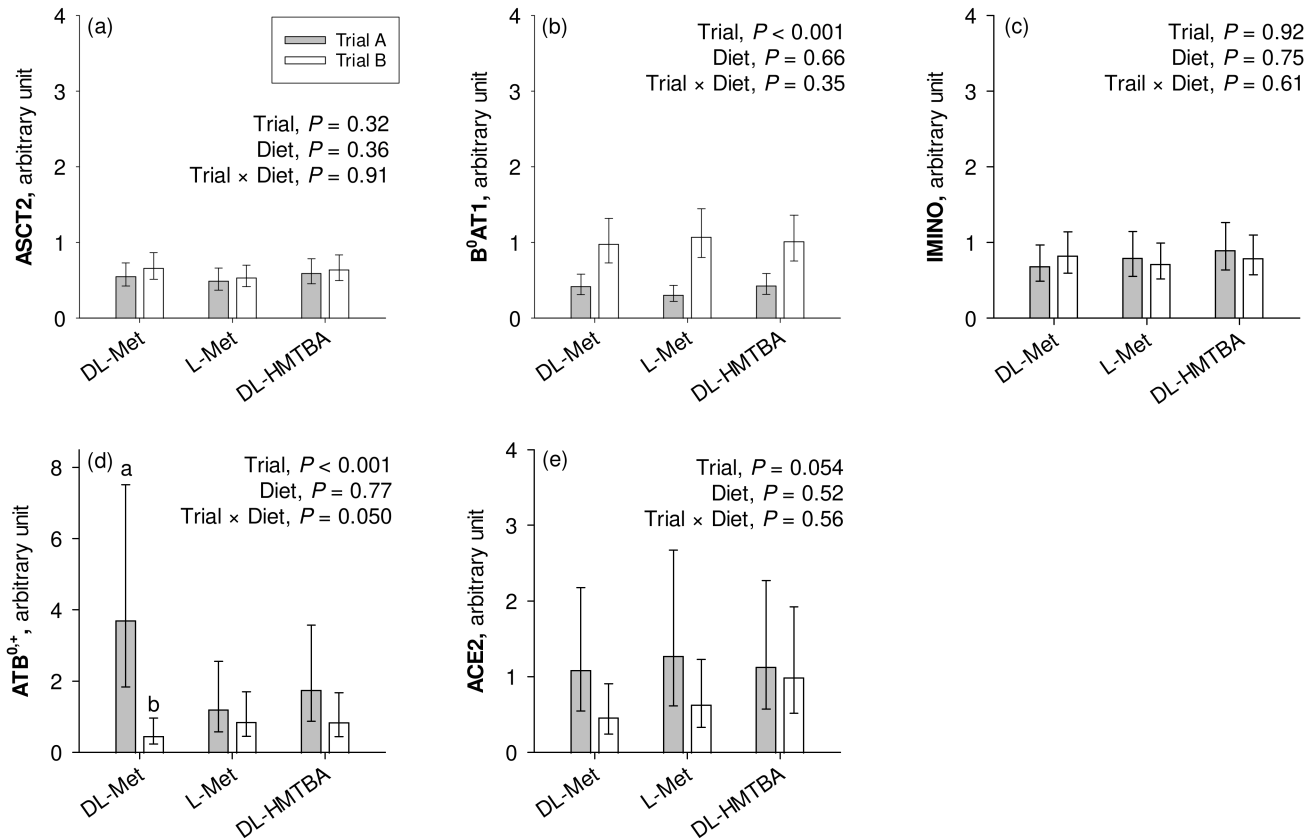 (a)
Trial A
Trial B
Trial, P = 0.32
Diet, P = 0.36
Trial × Diet, P = 0.91
ASCT2, arbitrary unit
4
3
2
1
0
DL-Met
L-Met
DL-HMTBA
(b)
Trial, P < 0.001
Diet, P = 0.66
Trial × Diet, P = 0.35
B⁰AT1, arbitrary unit
4
3
2
1
0
DL-Met
L-Met
DL-HMTBA
(c)
Trial, P = 0.92
Diet, P = 0.75
Trail × Diet, P = 0.61
IMINO, arbitrary unit
4
3
2
1
0
DL-Met
L-Met
DL-HMTBA
(d)
Trial, P < 0.001
Diet, P = 0.77
Trial × Diet, P = 0.050
a
b
ATB⁰,⁺, arbitrary unit
8
6
4
2
0
DL-Met
L-Met
DL-HMTBA
(e)
Trial, P = 0.054
Diet, P = 0.52
Trial × Diet, P = 0.56
ACE2, arbitrary unit
4
3
2
1
0
DL-Met
L-Met
DL-HMTBA